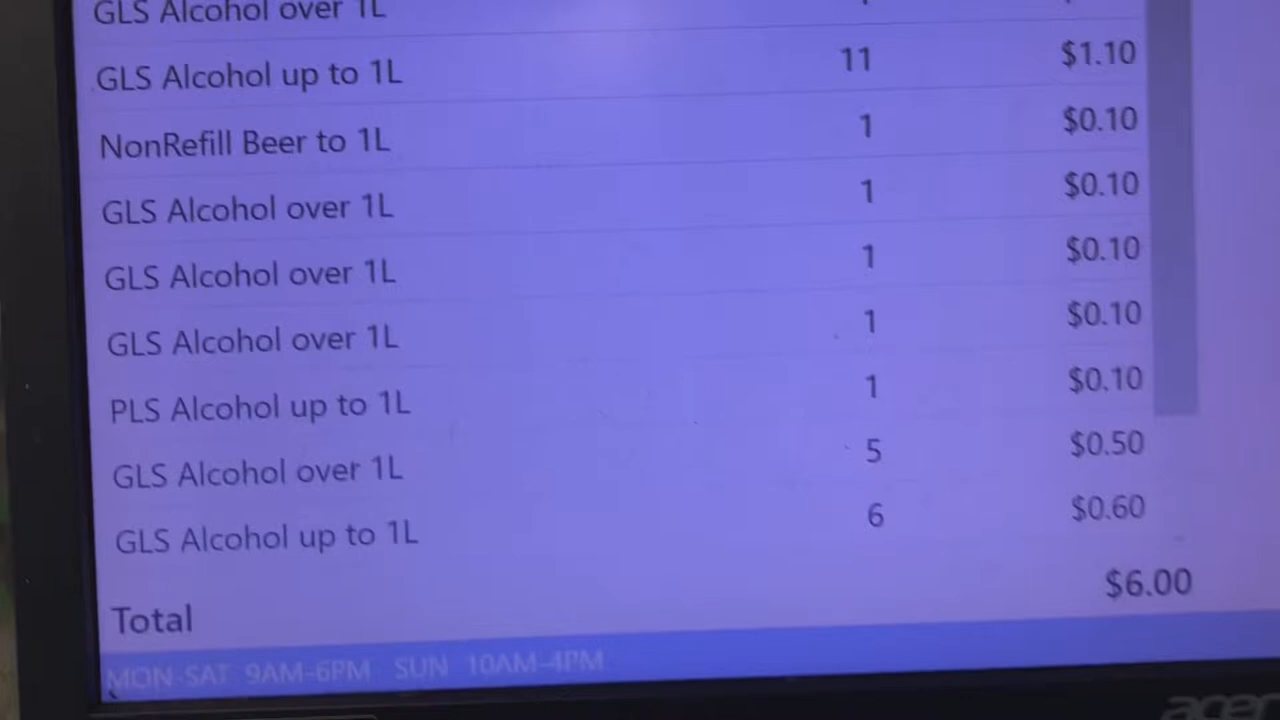 GLS Alcohol over 1L
GLS Alcohol up to 1L 11 $1.10
NonRefill Beer to 1L 1 $0.10
GLS Alcohol over 1L 1 $0.10
GLS Alcohol over 1L 1 $0.10
GLS Alcohol over 1L 1 $0.10
PLS Alcohol up to 1L 1 $0.10
GLS Alcohol over 1L 5 $0.50
GLS Alcohol up to 1L 6 $0.60
Total $6.00
MON-SAT 9AM-6PM SUN 10AM-4PM
acer